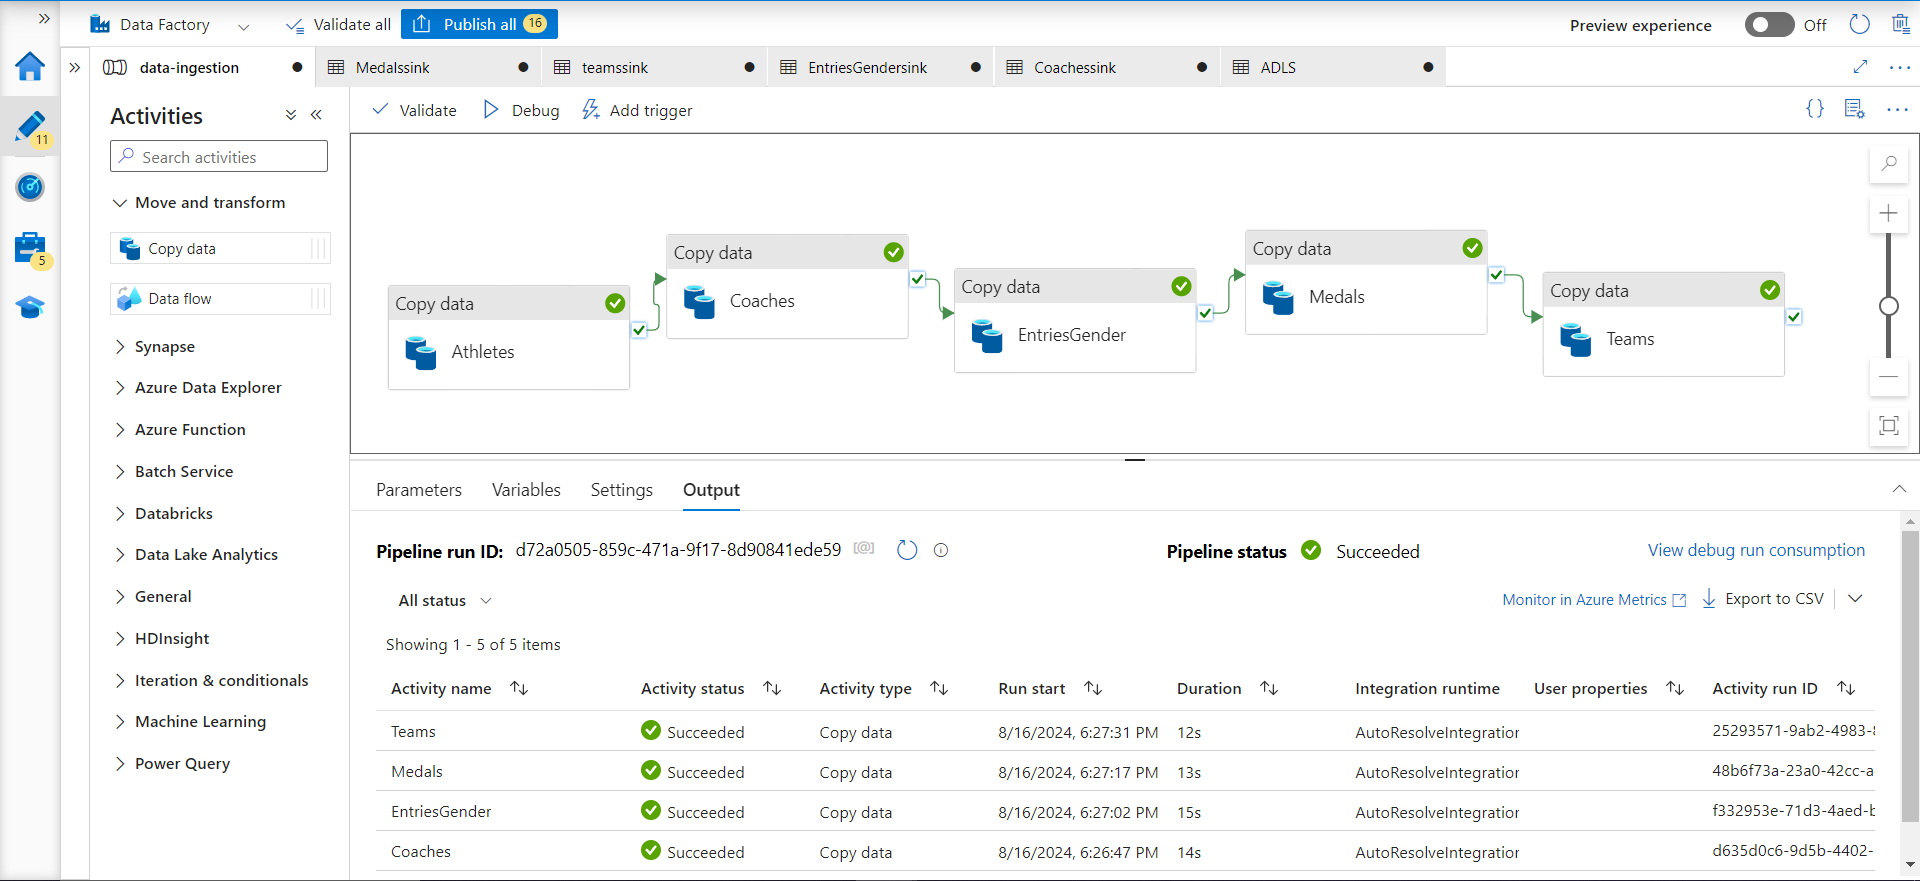 Data Factory
Validate all
Publish all 16
Preview experience
Off
data-ingestion
Medalssink
teamssink
EntriesGendersink
Coachessink
ADLS
11
5
Activities
Search activities
Move and transform
Copy data
Data flow
Synapse
Azure Data Explorer
Azure Function
Batch Service
Databricks
Data Lake Analytics
General
HDInsight
Iteration & conditionals
Machine Learning
Power Query
Validate
Debug
Add trigger
Copy data
Athletes
Copy data
Coaches
Copy data
EntriesGender
Copy data
Medals
Copy data
Teams
Parameters
Variables
Settings
Output
Pipeline run ID: d72a0505-859c-471a-9f17-8d90841ede59
Pipeline status Succeeded
View debug run consumption
All status
Monitor in Azure Metrics
Export to CSV
Showing 1 - 5 of 5 items
Activity name Activity status Activity type Run start Duration Integration runtime User properties Activity run ID
Teams Succeeded Copy data 8/16/2024, 6:27:31 PM 12s AutoResolveIntegration 25293571-9ab2-4983-8
Medals Succeeded Copy data 8/16/2024, 6:27:17 PM 13s AutoResolveIntegration 48b6f73a-23a0-42cc-a
EntriesGender Succeeded Copy data 8/16/2024, 6:27:02 PM 15s AutoResolveIntegration f332953e-71d3-4aed-b
Coaches Succeeded Copy data 8/16/2024, 6:26:47 PM 14s AutoResolveIntegration d635d0c6-9d5b-4402-